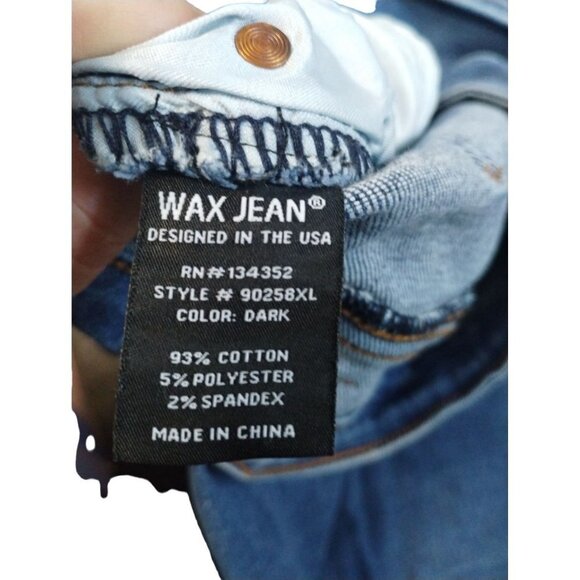 WAX JEAN®
DESIGNED IN THE USA
RN#134352
STYLE # 90258XL
COLOR: DARK
93% COTTON
5% POLYESTER
2% SPANDEX
MADE IN CHINA